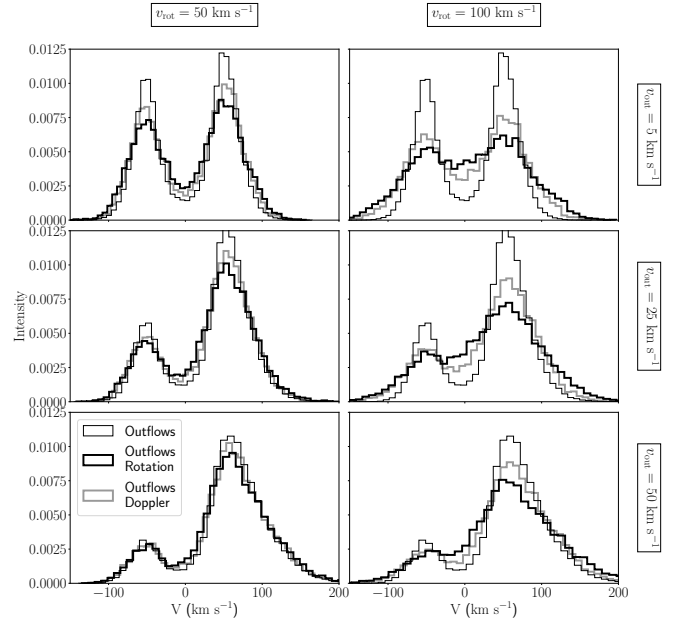 v_rot = 50 km s⁻¹
v_rot = 100 km s⁻¹
0.0125
0.0100
0.0075
0.0050
0.0025
0.0000
v_out = 5 km s⁻¹
0.0125
0.0100
0.0075
0.0050
0.0025
0.0000
Intensity
v_out = 25 km s⁻¹
0.0125
0.0100
0.0075
0.0050
0.0025
0.0000
Outflows
Outflows
Rotation
Outflows
Doppler
v_out = 50 km s⁻¹
−100 0 100 200 −100 0 100 200
V (km s⁻¹) V (km s⁻¹)